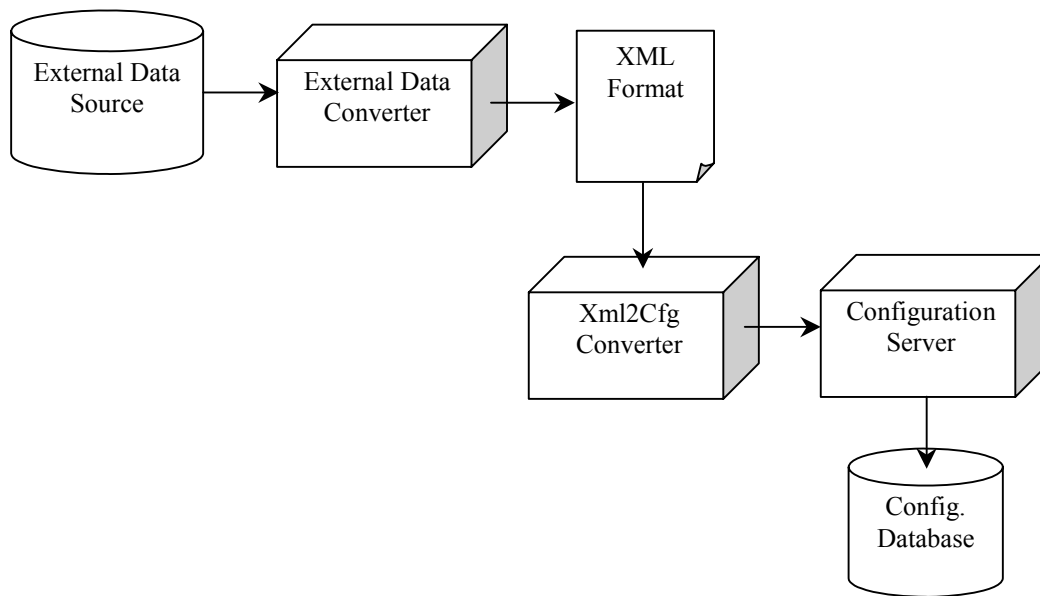 External Data
Source
External Data
Converter
XML
Format
Xml2Cfg
Converter
Configuration
Server
Config.
Database